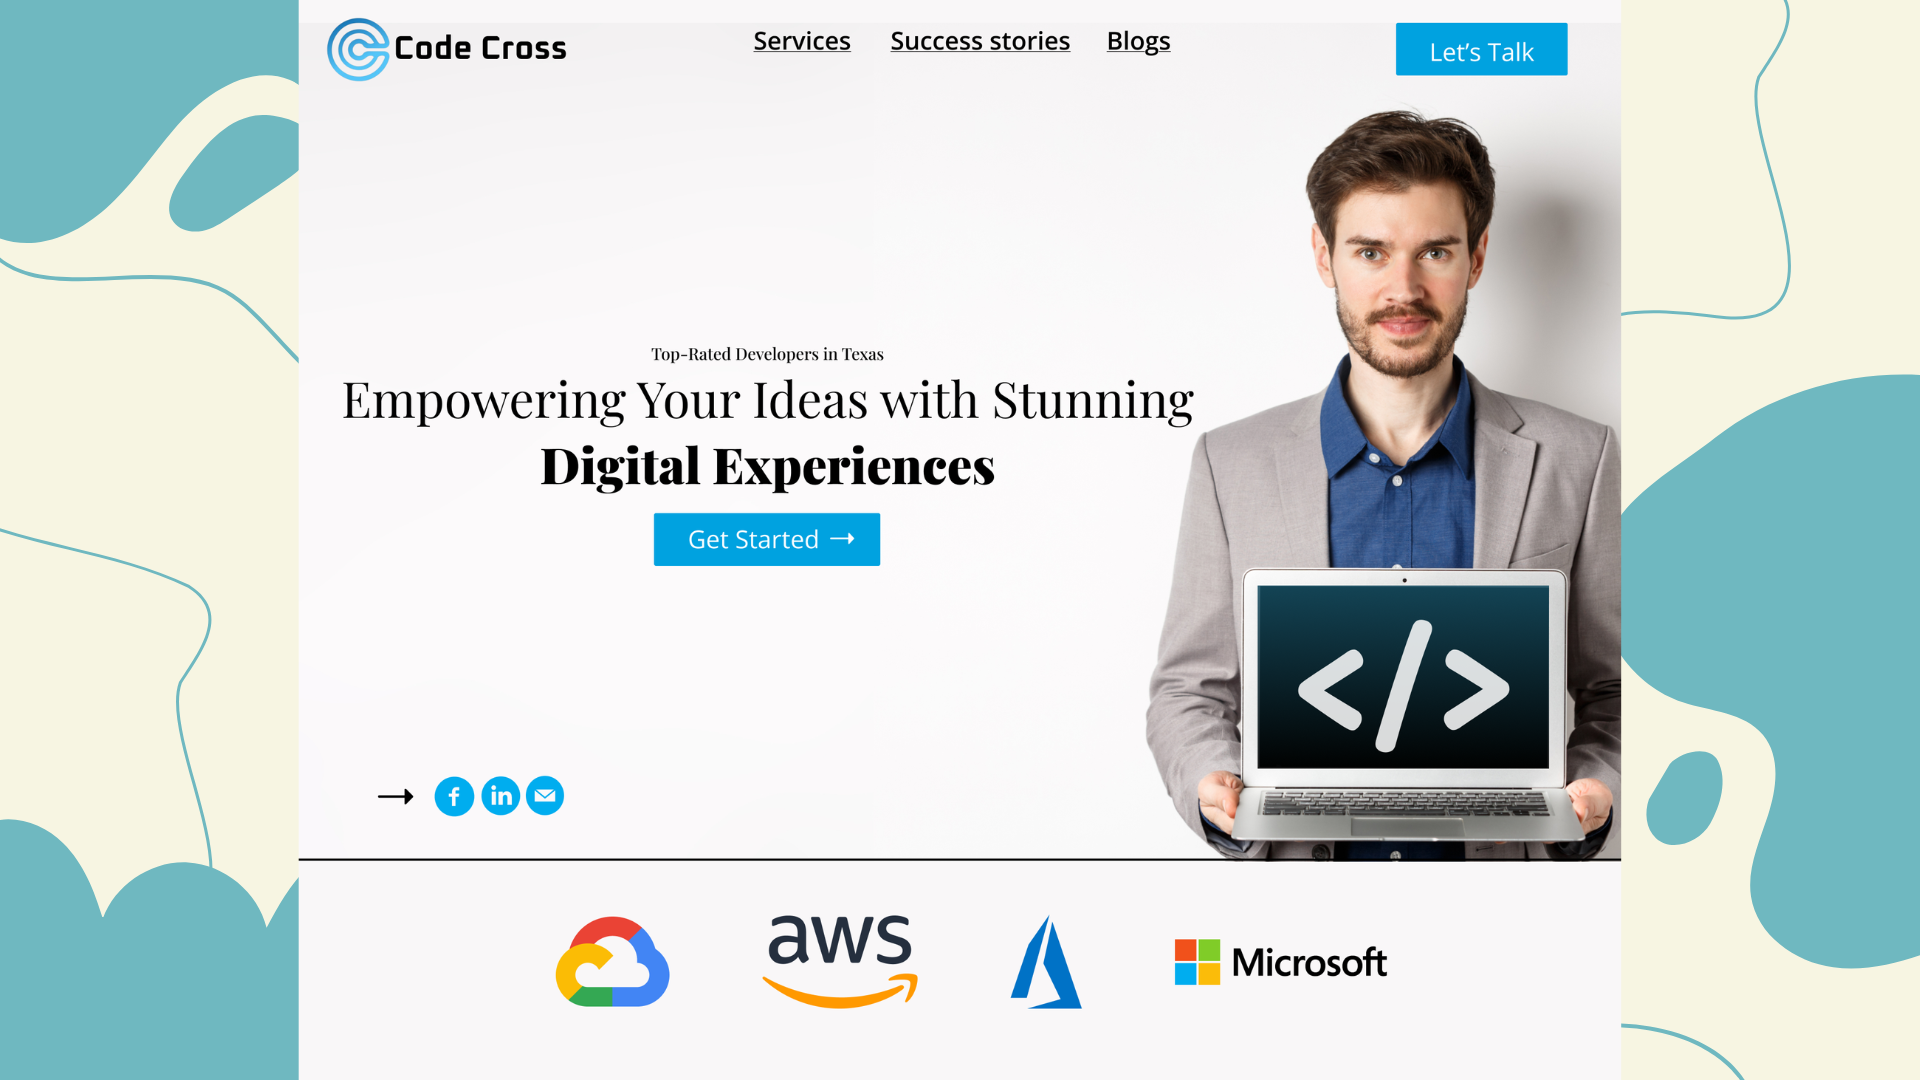 Code Cross
Services Success stories Blogs
Let's Talk
Top-Rated Developers in Texas
Empowering Your Ideas with Stunning
Digital Experiences
Get Started →
</>
f in
aws
Microsoft